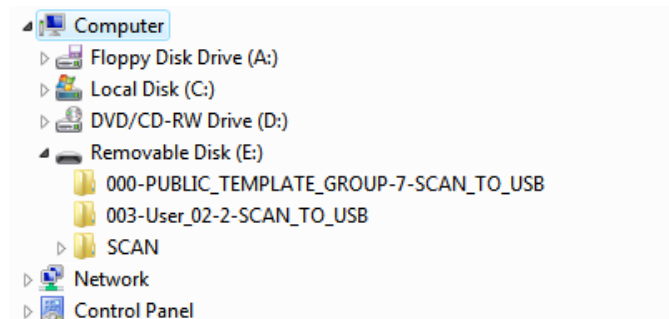 Computer
Floppy Disk Drive (A:)
Local Disk (C:)
DVD/CD-RW Drive (D:)
Removable Disk (E:)
000-PUBLIC_TEMPLATE_GROUP-7-SCAN_TO_USB
003-User_02-2-SCAN_TO_USB
SCAN
Network
Control Panel